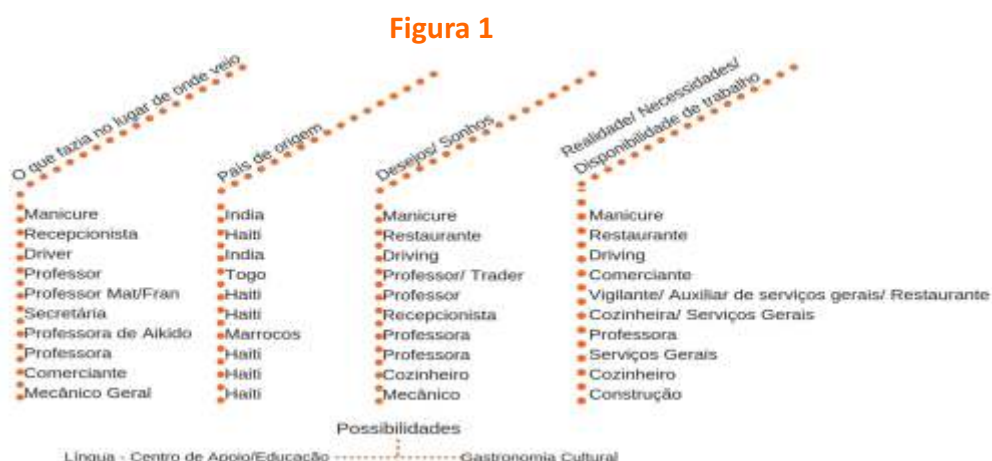 Figura 1
O que fazia no lugar de onde veio
País de origem
Desejos/ Sonhos
Realidade/ Necessidades/
Disponibilidade de trabalho
Manicure India Manicure Manicure
Recepcionista Haiti Restaurante Restaurante
Driver India Driving Driving
Professor Togo Professor/ Trader Comerciante
Professor Mat/Fran Haiti Professor Vigilante/ Auxiliar de serviços gerais/ Restaurante
Secretária Haiti Recepcionista Cozinheira/ Serviços Gerais
Professora de Aikido Marrocos Professora Professora
Professora Haiti Professora Serviços Gerais
Comerciante Haiti Cozinheiro Cozinheiro
Mecânico Geral Haiti Mecânico Construção
Possibilidades
Língua - Centro de Apoio/Educação Gastronomia Cultural